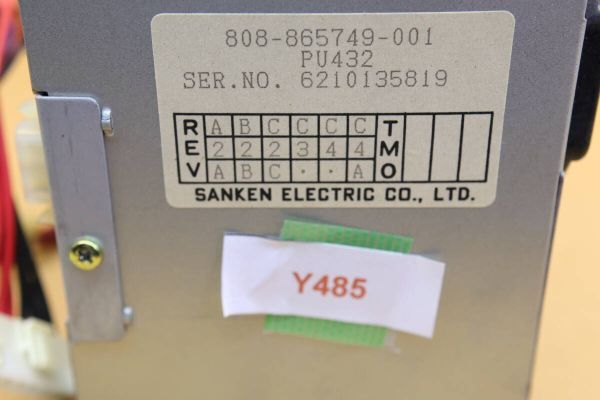 808-865749-001
PU432
SER.NO. 6210135819
REV TMO
A B C C C C
2 2 2 3 4 4
A B C · · A
SANKEN ELECTRIC CO., LTD.
Y485